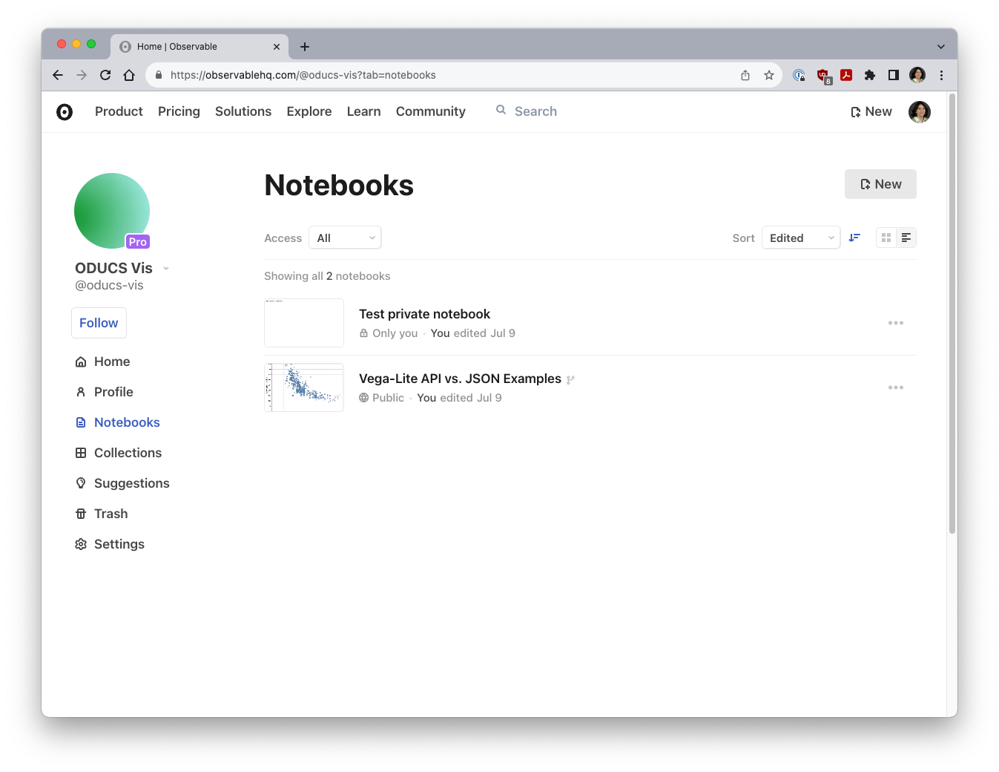 Home | Observable
https://observablehq.com/@oducs-vis?tab=notebooks
8
Product Pricing Solutions Explore Learn Community Search New
Pro
ODUCS Vis
@oducs-vis
Follow
Home
Profile
Notebooks
Collections
Suggestions
Trash
Settings
Notebooks
New
Access All Sort Edited
Showing all 2 notebooks
Test private notebook
Only you · You edited Jul 9
Vega-Lite API vs. JSON Examples
Public · You edited Jul 9